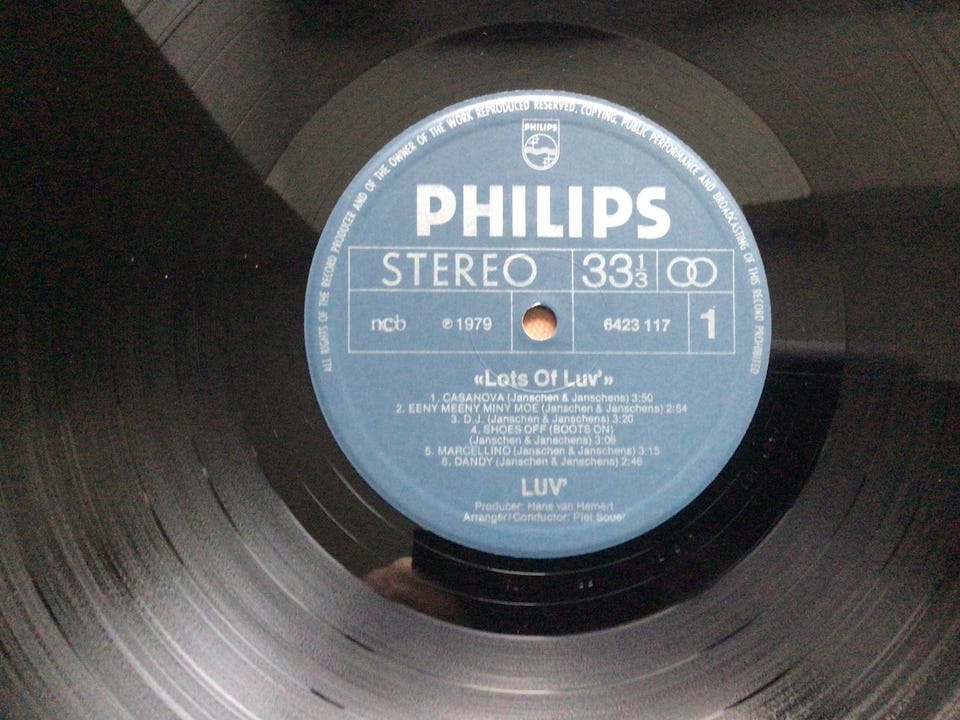 ALL RIGHTS OF THE RECORD PRODUCER AND OF THE OWNER OF THE WORK REPRODUCED RESERVED. COPYING, PUBLIC PERFORMANCE AND BROADCASTING OF THIS RECORD PROHIBITED
PHILIPS
PHILIPS
STEREO 33 1/3
ncb ℗ 1979 6423 117 1
«Lots Of Luv'»
1. CASANOVA (Janschen & Janschens) 3:50
2. EENY MEENY MINY MOE (Janschen & Janschens) 2:54
3. D.J. (Janschen & Janschens) 3:20
4. SHOES OFF (BOOTS ON)
(Janschen & Janschens) 3:06
5. MARCELLINO (Janschen & Janschens) 3:15
6. DANDY (Janschen & Janschens) 2:46
LUV'
Producer: Hans van Hemert
Arranger/Conductor: Piet Souer